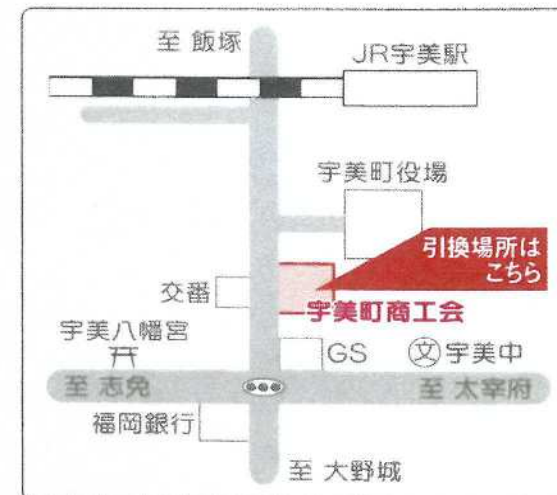 至 飯塚
JR宇美駅
宇美町役場
引換場所は
こちら
交番
宇美町商工会
宇美八幡宮
GS
文 宇美中
至 志免
至 太宰府
福岡銀行
至 大野城